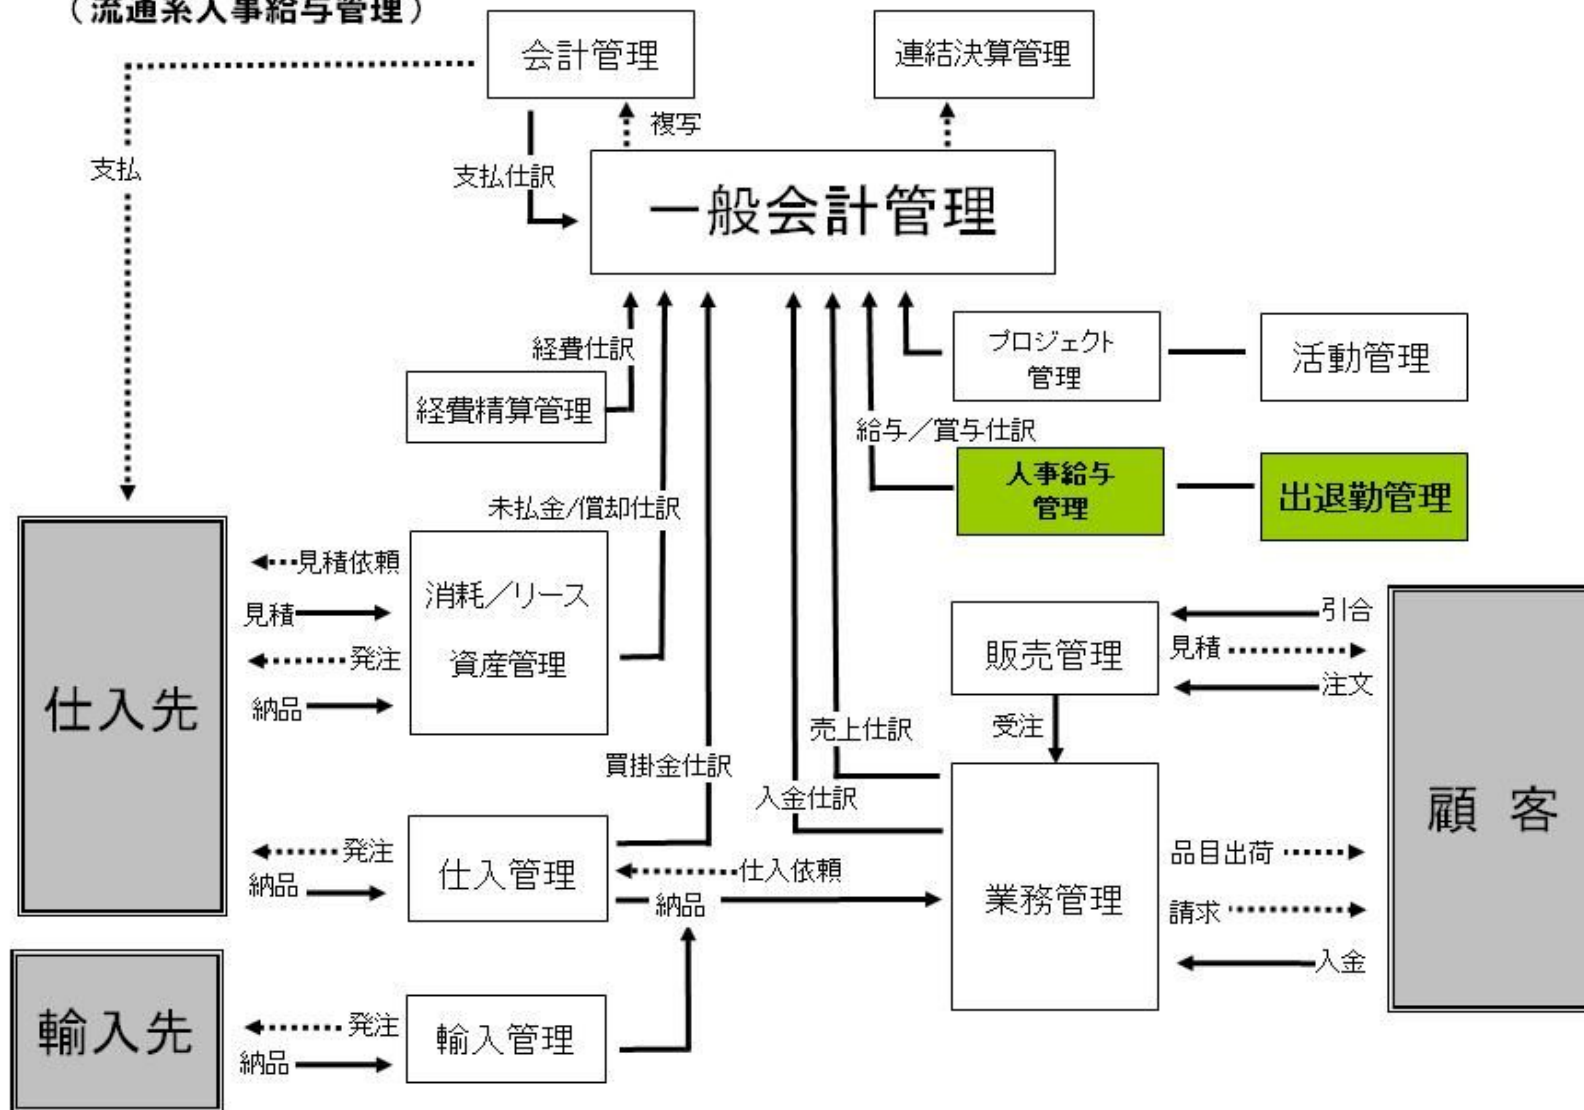 （流通系人事給与管理）
会計管理
連結決算管理
複写
支払
支払仕訳
一般会計管理
経費仕訳
プロジェクト
管理
活動管理
経費精算管理
給与／賞与仕訳
人事給与
管理
出退勤管理
未払金/償却仕訳
見積依頼
見積
発注
納品
消耗／リース
資産管理
仕入先
販売管理
引合
見積
注文
受注
売上仕訳
買掛金仕訳
入金仕訳
顧 客
発注
納品
仕入管理
仕入依頼
納品
業務管理
品目出荷
請求
入金
輸入先
発注
納品
輸入管理